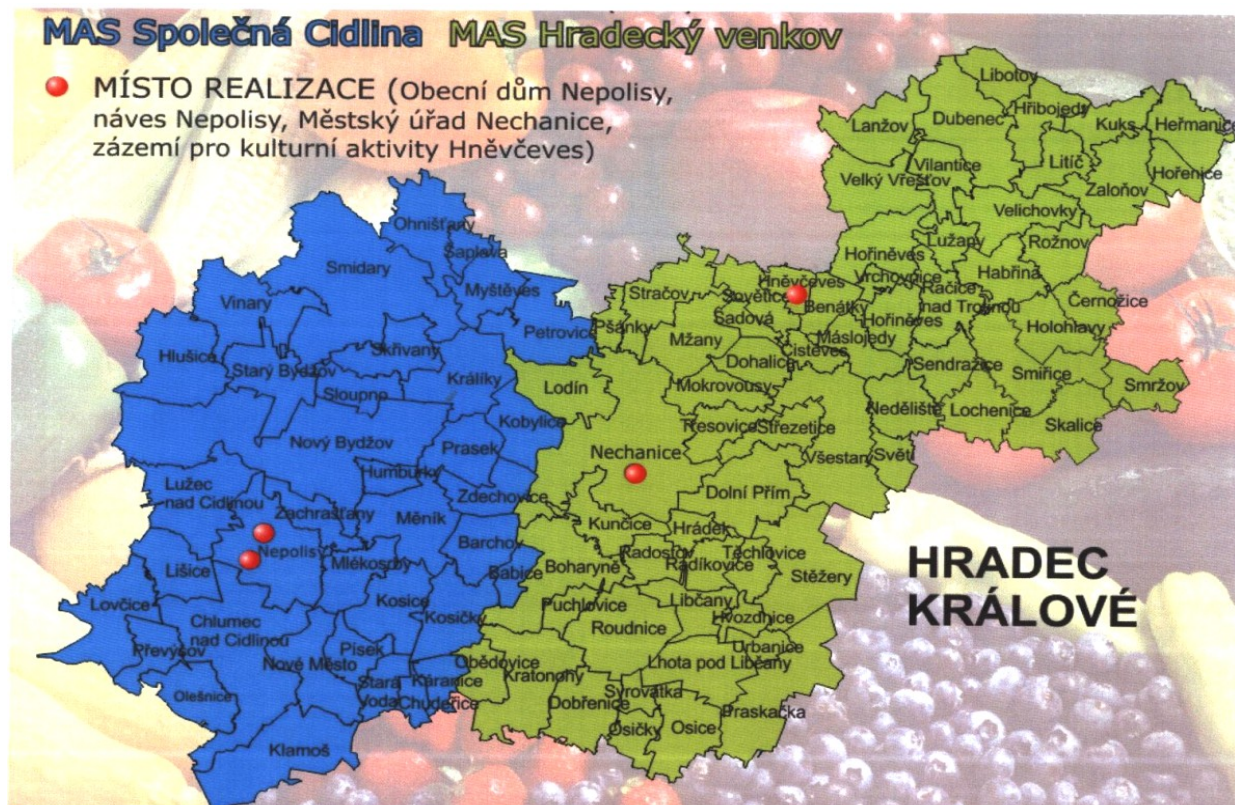 MAS Společná Cidlina MAS Hradecký venkov
MÍSTO REALIZACE (Obecní dům Nepolisy,
náves Nepolisy, Městský úřad Nechanice,
zázemí pro kulturní aktivity Hněvčeves)
Libotov
Hřibojedy
Dubenec
Lanžov
Kuks
Heřmanice
Vilantice
Litíč
Velký Vřešťov
Zaloňov
Hořenice
Velichovky
Ohnišťany
Šaplava
Smidary
Myštěves
Vinary
Petrovice
Hlušice
Skřivany
Starý Bydžov
Králíky
Sloupno
Kobylice
Nový Bydžov
Prasek
Humburky
Lužec
nad Cidlinou
Zdechovice
Zachrašťany
Měník
Nepolisy
Barchov
Mlékosrby
Babice
Lišice
Lovčice
Kosice
Kosičky
Chlumec
nad Cidlinou
Převýšov
Písek
Nové Město
Olešnice
Stará
Voda
Káranice
Chudeřice
Klamoš
Lužany
Rožnov
Hořiněves
Vrchovnice
Habřina
Račice
nad Trotinou
Černožice
Hněvčeves
Stračov
Sovětice
Benátky
Sadová
Pšánky
Hořiněves
Holohlavy
Mžany
Máslojedy
Čistěves
Dohalice
Sendražice
Smiřice
Lodín
Mokrovousy
Smržov
Neděliště
Lochenice
Skalice
Třesovice
Střezetice
Nechanice
Všestary
Světí
Dolní Přím
Kunčice
Hrádek
Radostov
Těchlovice
Boharyně
Radíkovice
Stěžery
Libčany
Puchlovice
Hvozdnice
Roudnice
Urbanice
Obědovice
Lhota pod Libčany
Kratonohy
Syrovátka
Dobřenice
Praskačka
Osičky
Osice
HRADEC
KRÁLOVÉ